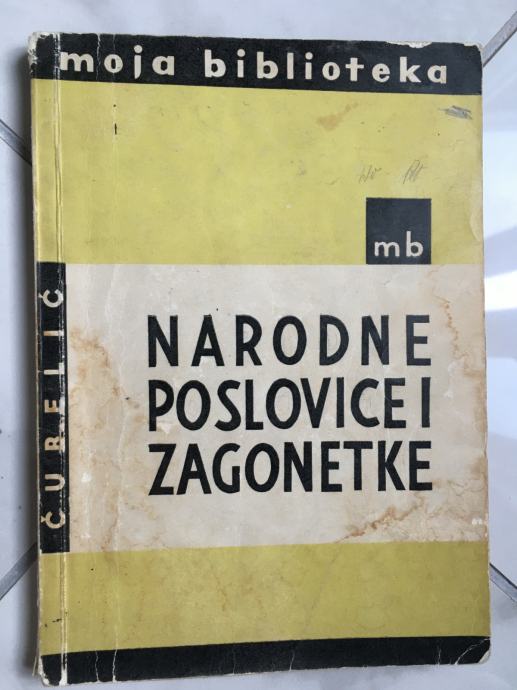 moja biblioteka
mb
NARODNE
POSLOVICE I
ZAGONETKE
ČUBELIĆ